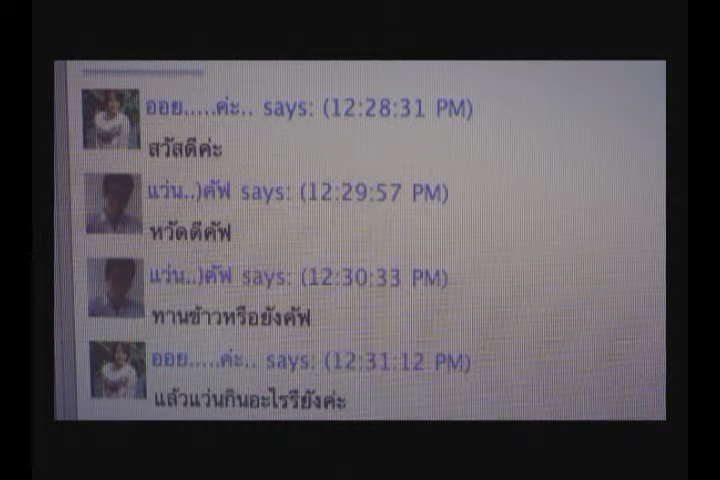 ออย.....ค่ะ.. says: (12:28:31 PM)
สวัสดีค่ะ
แว่น..)คัฟ says: (12:29:57 PM)
หวัดดีคัฟ
แว่น..)คัฟ says: (12:30:33 PM)
ทานข้าวหรือยังคัฟ
ออย.....ค่ะ.. says: (12:31:12 PM)
แล้วแว่นกินอะไรรึยังค่ะ